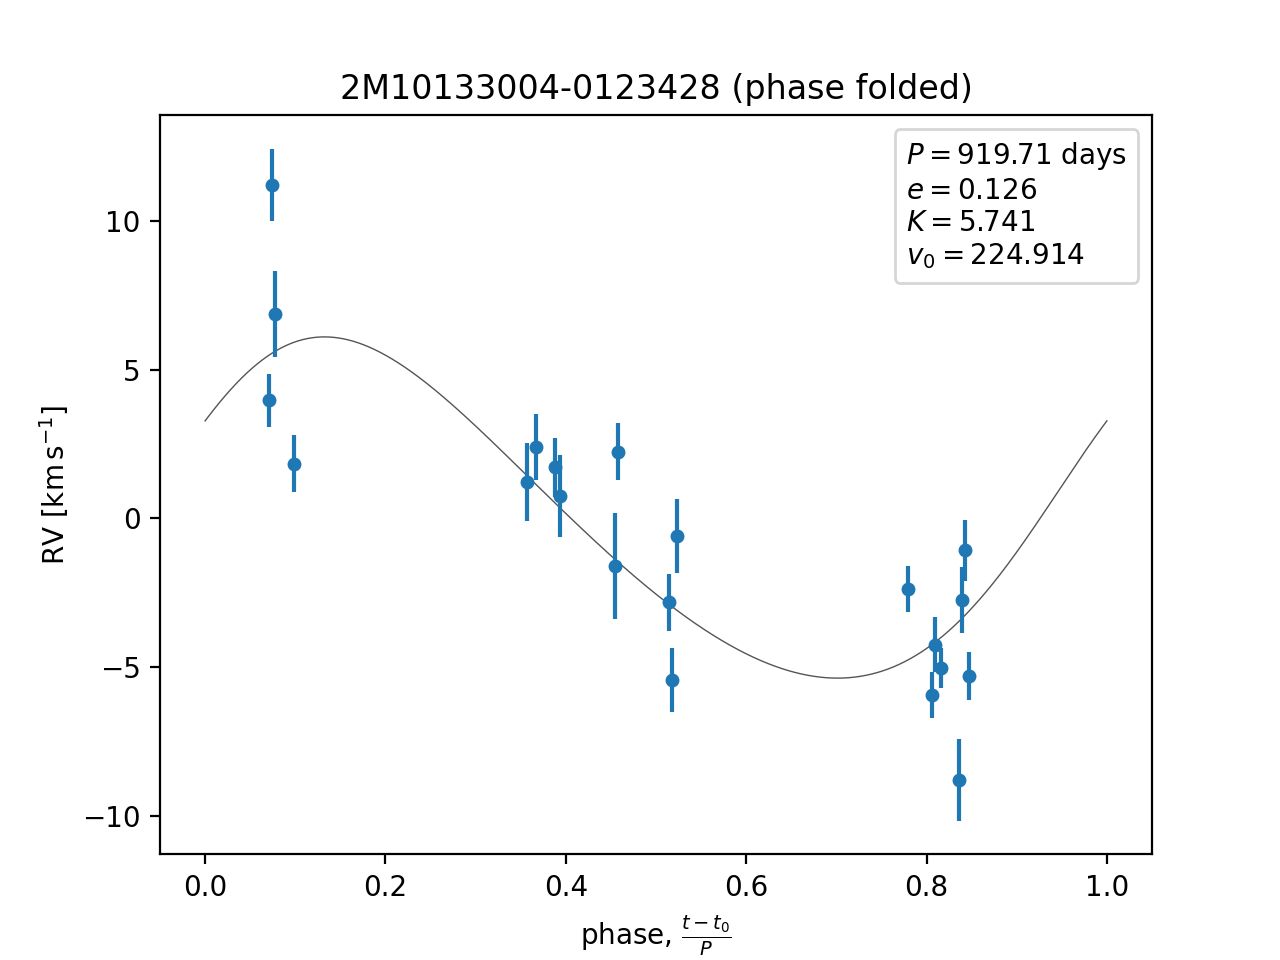 2M10133004-0123428 (phase folded)
P = 919.71 days
e = 0.126
K = 5.741
v₀ = 224.914
10
5
0
−5
−10
RV [km s⁻¹]
0.0 0.2 0.4 0.6 0.8 1.0
phase, (t − t₀)/P